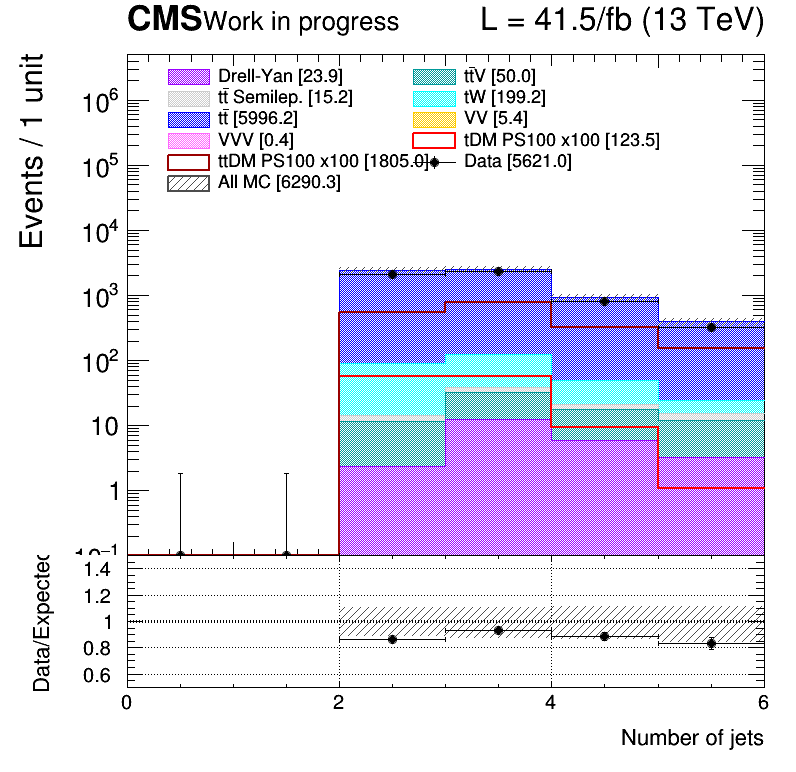 CMS Work in progress L = 41.5/fb (13 TeV)
Events / 1 unit
Drell-Yan [23.9] tt̄V [50.0]
tt̄ Semilep. [15.2] tW [199.2]
tt̄ [5996.2] VV [5.4]
VVV [0.4] tDM PS100 x100 [123.5]
ttDM PS100 x100 [1805.0] Data [5621.0]
All MC [6290.3]
10⁶
10⁵
10⁴
10³
10²
10
1
10⁻¹
Data/Expected
1.4
1.2
1
0.8
0.6
0 2 4 6
Number of jets